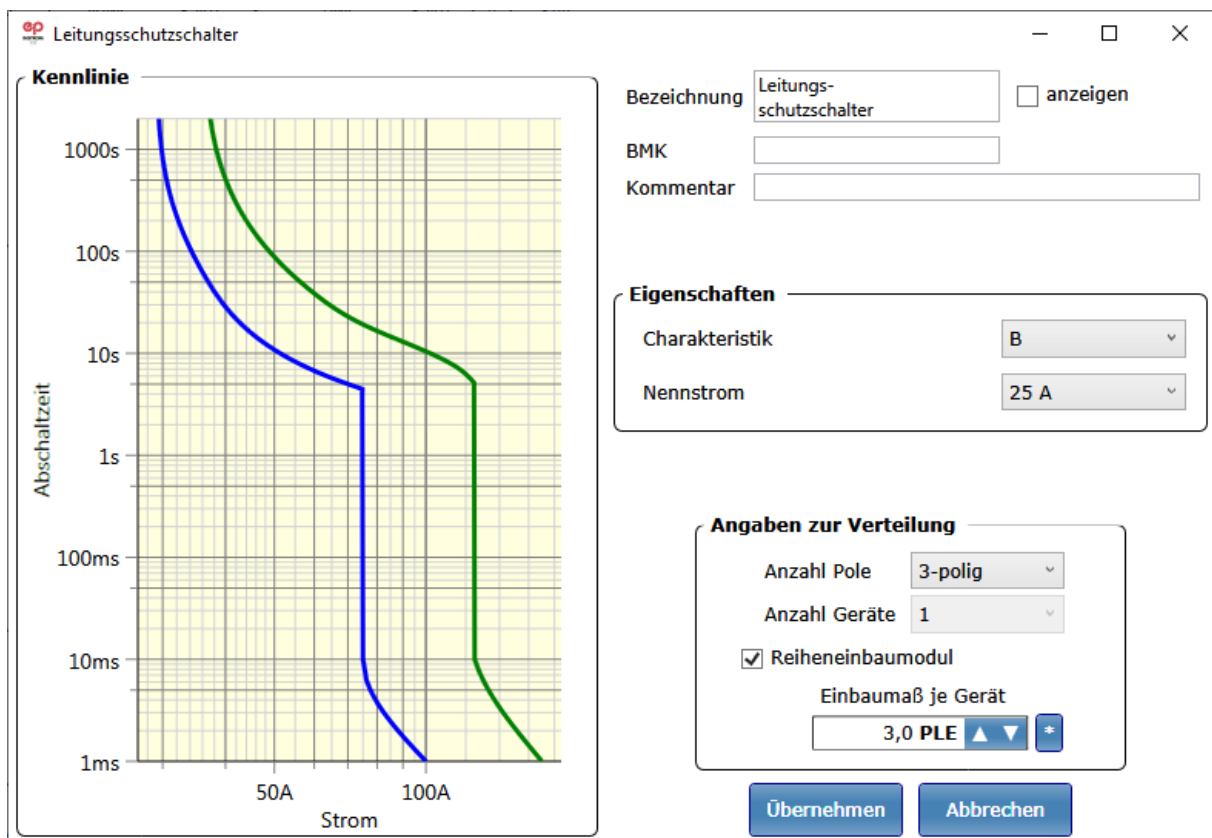 ep
Leitungsschutzschalter
Kennlinie
1000s
100s
10s
1s
100ms
10ms
1ms
Abschaltzeit
50A 100A
Strom
Bezeichnung Leitungs-
schutzschalter
anzeigen
BMK
Kommentar
Eigenschaften
Charakteristik B
Nennstrom 25 A
Angaben zur Verteilung
Anzahl Pole 3-polig
Anzahl Geräte 1
Reiheneinbaumodul
Einbaumaß je Gerät
3,0 PLE ▲ ▼ *
Übernehmen Abbrechen